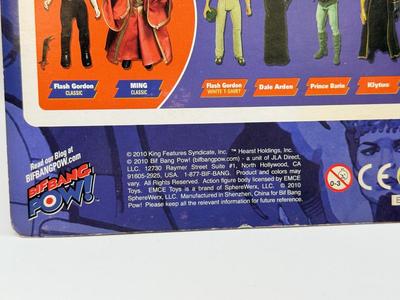 Flash Gordon
CLASSIC
MING
CLASSIC
Flash Gordon
WHITE T-SHIRT
Dale Arden
Prince Barin
Klytus
Read our Blog at
BIFBANGPOW.com
BIF BANG
POW!
© 2010 King Features Syndicate, Inc. ™ Hearst Holdings, Inc.
© 2010 Bif Bang Pow! (bifbangpow.com) - a unit of JLA Direct,
LLC. 12730 Raymer Street Suite #1, North Hollywood, CA
91605-2925, USA. 1-877-BIF-BANG. Product and colors may
vary. All Rights Reserved. Action figure body licensed by EMCE
Toys. EMCE Toys is a brand of SphereWerx, LLC. © 2010
SphereWerx, LLC. Manufactured in Shenzhen, China for Bif Bang
Pow! Please keep all relevant information for future reference.
0-3
CE